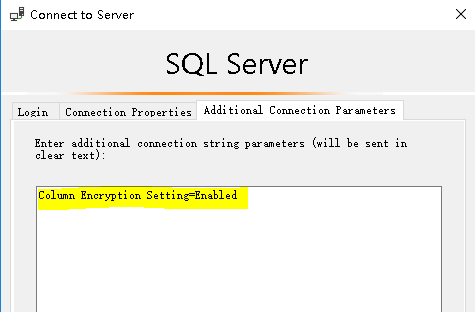 Connect to Server
SQL Server
Login
Connection Properties
Additional Connection Parameters
Enter additional connection string parameters (will be sent in
clear text):
Column Encryption Setting=Enabled